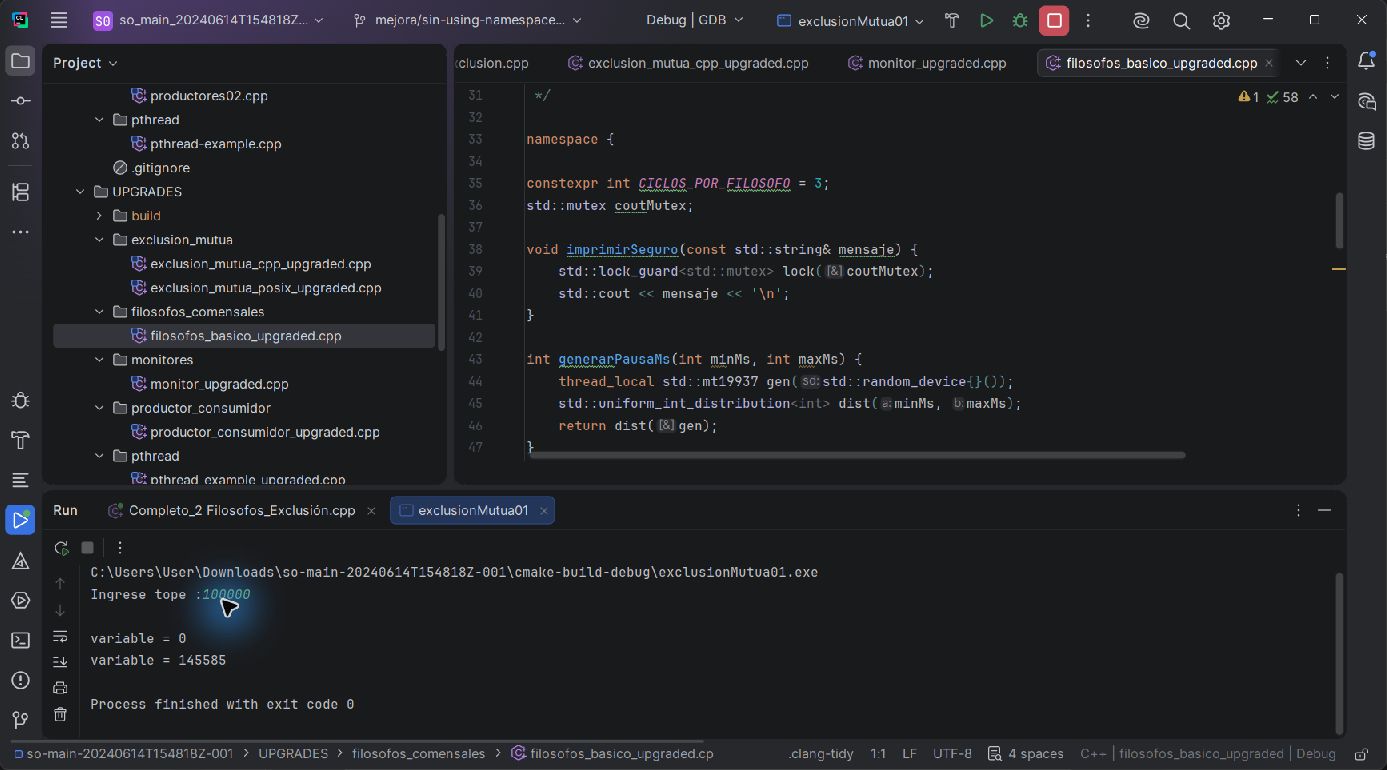 SO so_main_20240614T154818Z... mejora/sin-using-namespace... Debug | GDB exclusionMutua01
Project
productores02.cpp
pthread
pthread-example.cpp
.gitignore
UPGRADES
build
exclusion_mutua
exclusion_mutua_cpp_upgraded.cpp
exclusion_mutua_posix_upgraded.cpp
filosofos_comensales
filosofos_basico_upgraded.cpp
monitores
monitor_upgraded.cpp
productor_consumidor
productor_consumidor_upgraded.cpp
pthread
pthread_example_upgraded.cpp
clusion.cpp exclusion_mutua_cpp_upgraded.cpp monitor_upgraded.cpp filosofos_basico_upgraded.cpp
1 58
31 */
32
33 namespace {
34
35 constexpr int CICLOS_POR_FILOSOFO = 3;
36 std::mutex coutMutex;
37
38 void imprimirSeguro(const std::string& mensaje) {
39 std::lock_guard<std::mutex> lock([&]coutMutex);
40 std::cout << mensaje << '\n';
41 }
42
43 int generarPausaMs(int minMs, int maxMs) {
44 thread_local std::mt19937 gen(sc:std::random_device{}());
45 std::uniform_int_distribution<int> dist(a:minMs, b:maxMs);
46 return dist([&]gen);
47 }
Run Completo_2 Filosofos_Exclusión.cpp exclusionMutua01
C:\Users\User\Downloads\so-main-20240614T154818Z-001\cmake-build-debug\exclusionMutua01.exe
Ingrese tope :100000
variable = 0
variable = 145585
Process finished with exit code 0
so-main-20240614T154818Z-001 > UPGRADES > filosofos_comensales > filosofos_basico_upgraded.cp .clang-tidy 1:1 LF UTF-8 4 spaces C++ | filosofos_basico_upgraded | Debug